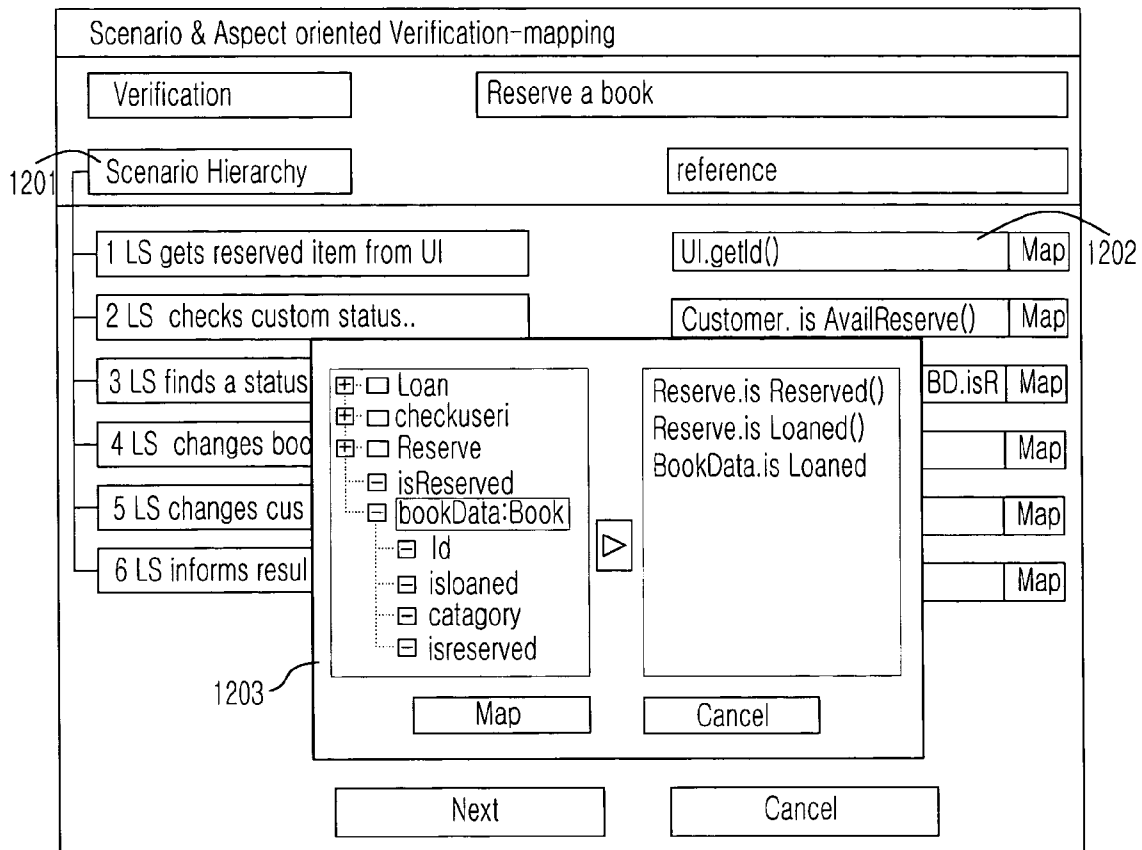 Scenario & Aspect oriented Verification-mapping
Verification
Reserve a book
1201
Scenario Hierarchy
reference
1 LS gets reserved item from UI
UI.getId()
Map
1202
2 LS checks custom status..
Customer. is AvailReserve()
Map
3 LS finds a status
BD.isR
Map
4 LS changes boo
Map
5 LS changes cus
Map
6 LS informs resul
Map
Loan
checkuseri
Reserve
isReserved
bookData:Book
Id
isloaned
catagory
isreserved
Reserve.is Reserved()
Reserve.is Loaned()
BookData.is Loaned
1203
Map
Cancel
Next
Cancel